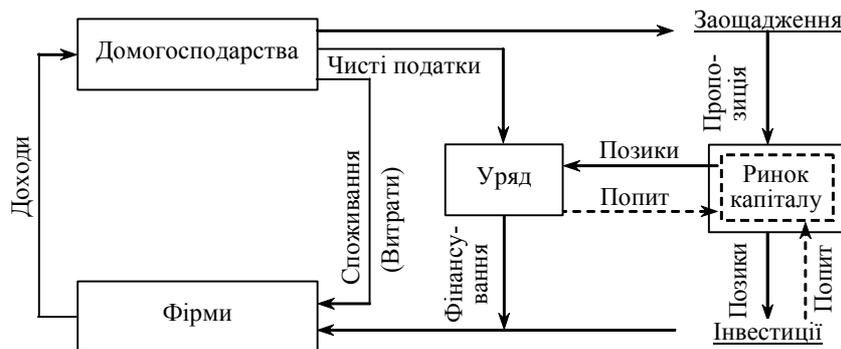 Заощадження
Домогосподарства
Чисті податки
Пропо-
зиція
Доходи
Споживання
(Витрати)
Уряд
Позики
Попит
Ринок
капіталу
Фінансу-
вання
Позики
Попит
Фірми
Інвестиції